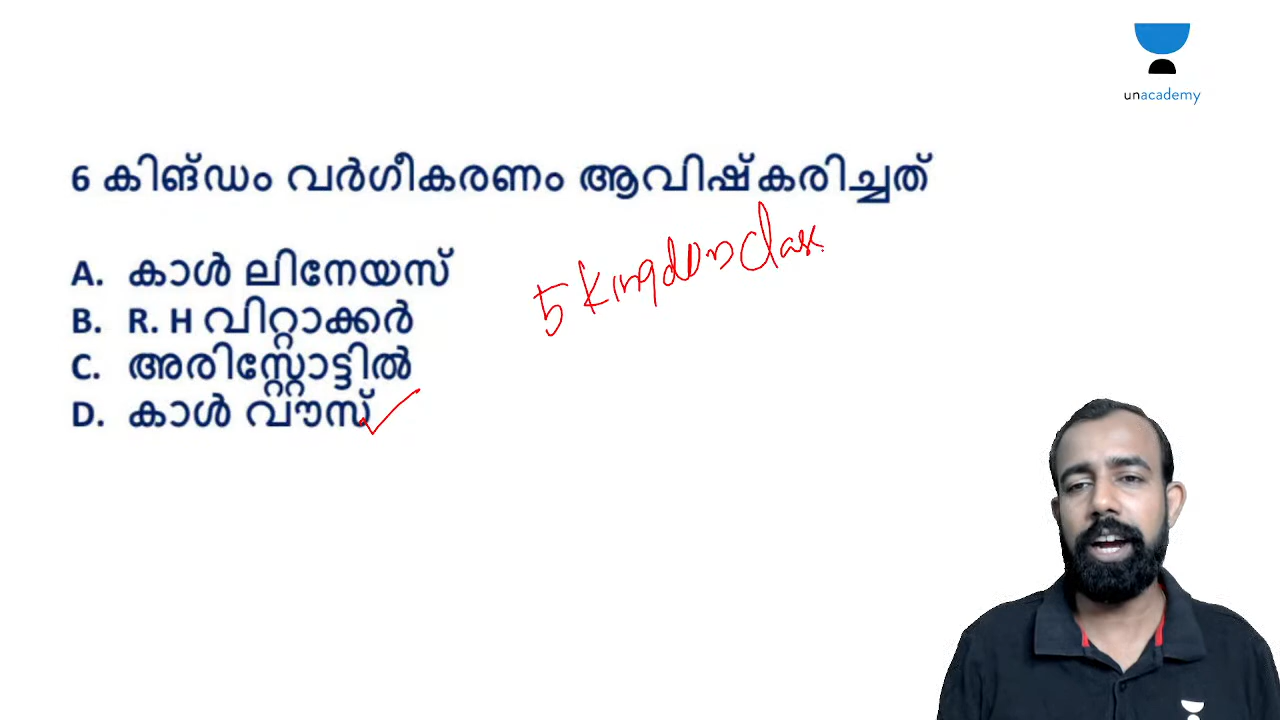 unacademy
6 കിങ്ഡം വർഗീകരണം ആവിഷ്കരിച്ചത്
5 Kingdom Class
A. കാൾ ലിനേയസ്
B. R. H വിറ്റാക്കർ
C. അരിസ്റ്റോട്ടിൽ
D. കാൾ വൗസ്